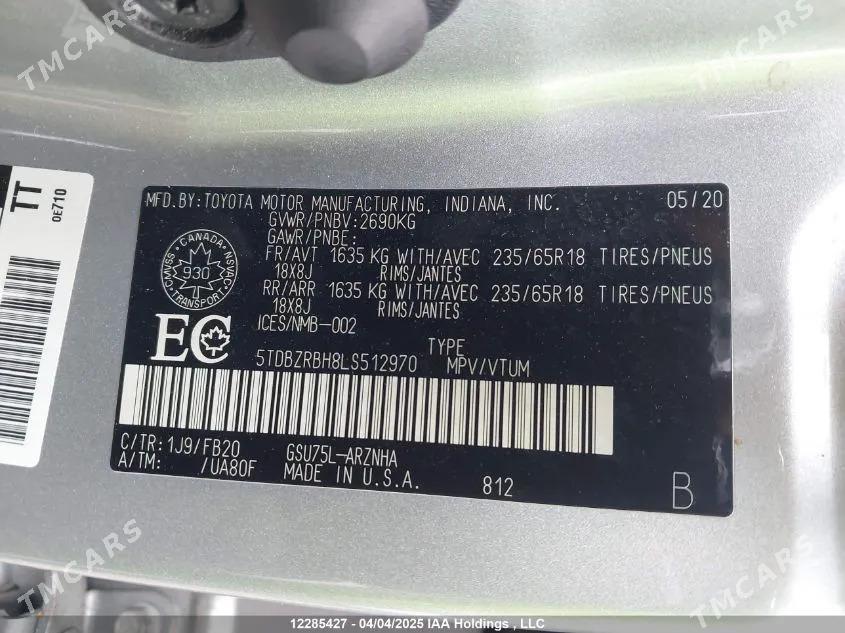 TMCARS
TMCARS
TMCARS
TT
0E710
MFD.BY:TOYOTA MOTOR MANUFACTURING, INDIANA, INC. 05/20
GVWR/PNBV:2690KG
GAWR/PNBE:
FR/AVT 1635 KG WITH/AVEC 235/65R18 TIRES/PNEUS
18X8J RIMS/JANTES
RR/ARR 1635 KG WITH/AVEC 235/65R18 TIRES/PNEUS
18X8J RIMS/JANTES
ICES/NMB-002
CANADA
CMVSS 930 NSVAC
TRANSPORT
EC
TYPE
5TDBZRBH8LS512970 MPV/VTUM
C/TR:1J9/FB20 GSU75L-ARZNHA
A/TM: /UA80F MADE IN U.S.A. 812 B
TMCARS
TMCARS
TMCARS
12285427 - 04/04/2025 IAA Holdings , LLC